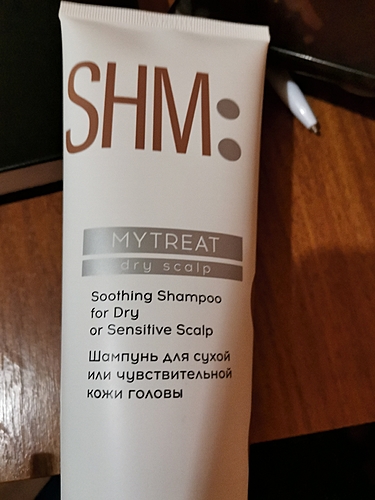 SHM:
MYTREAT
dry scalp
Soothing Shampoo
for Dry
or Sensitive Scalp
Шампунь для сухой
или чувствительной
кожи головы